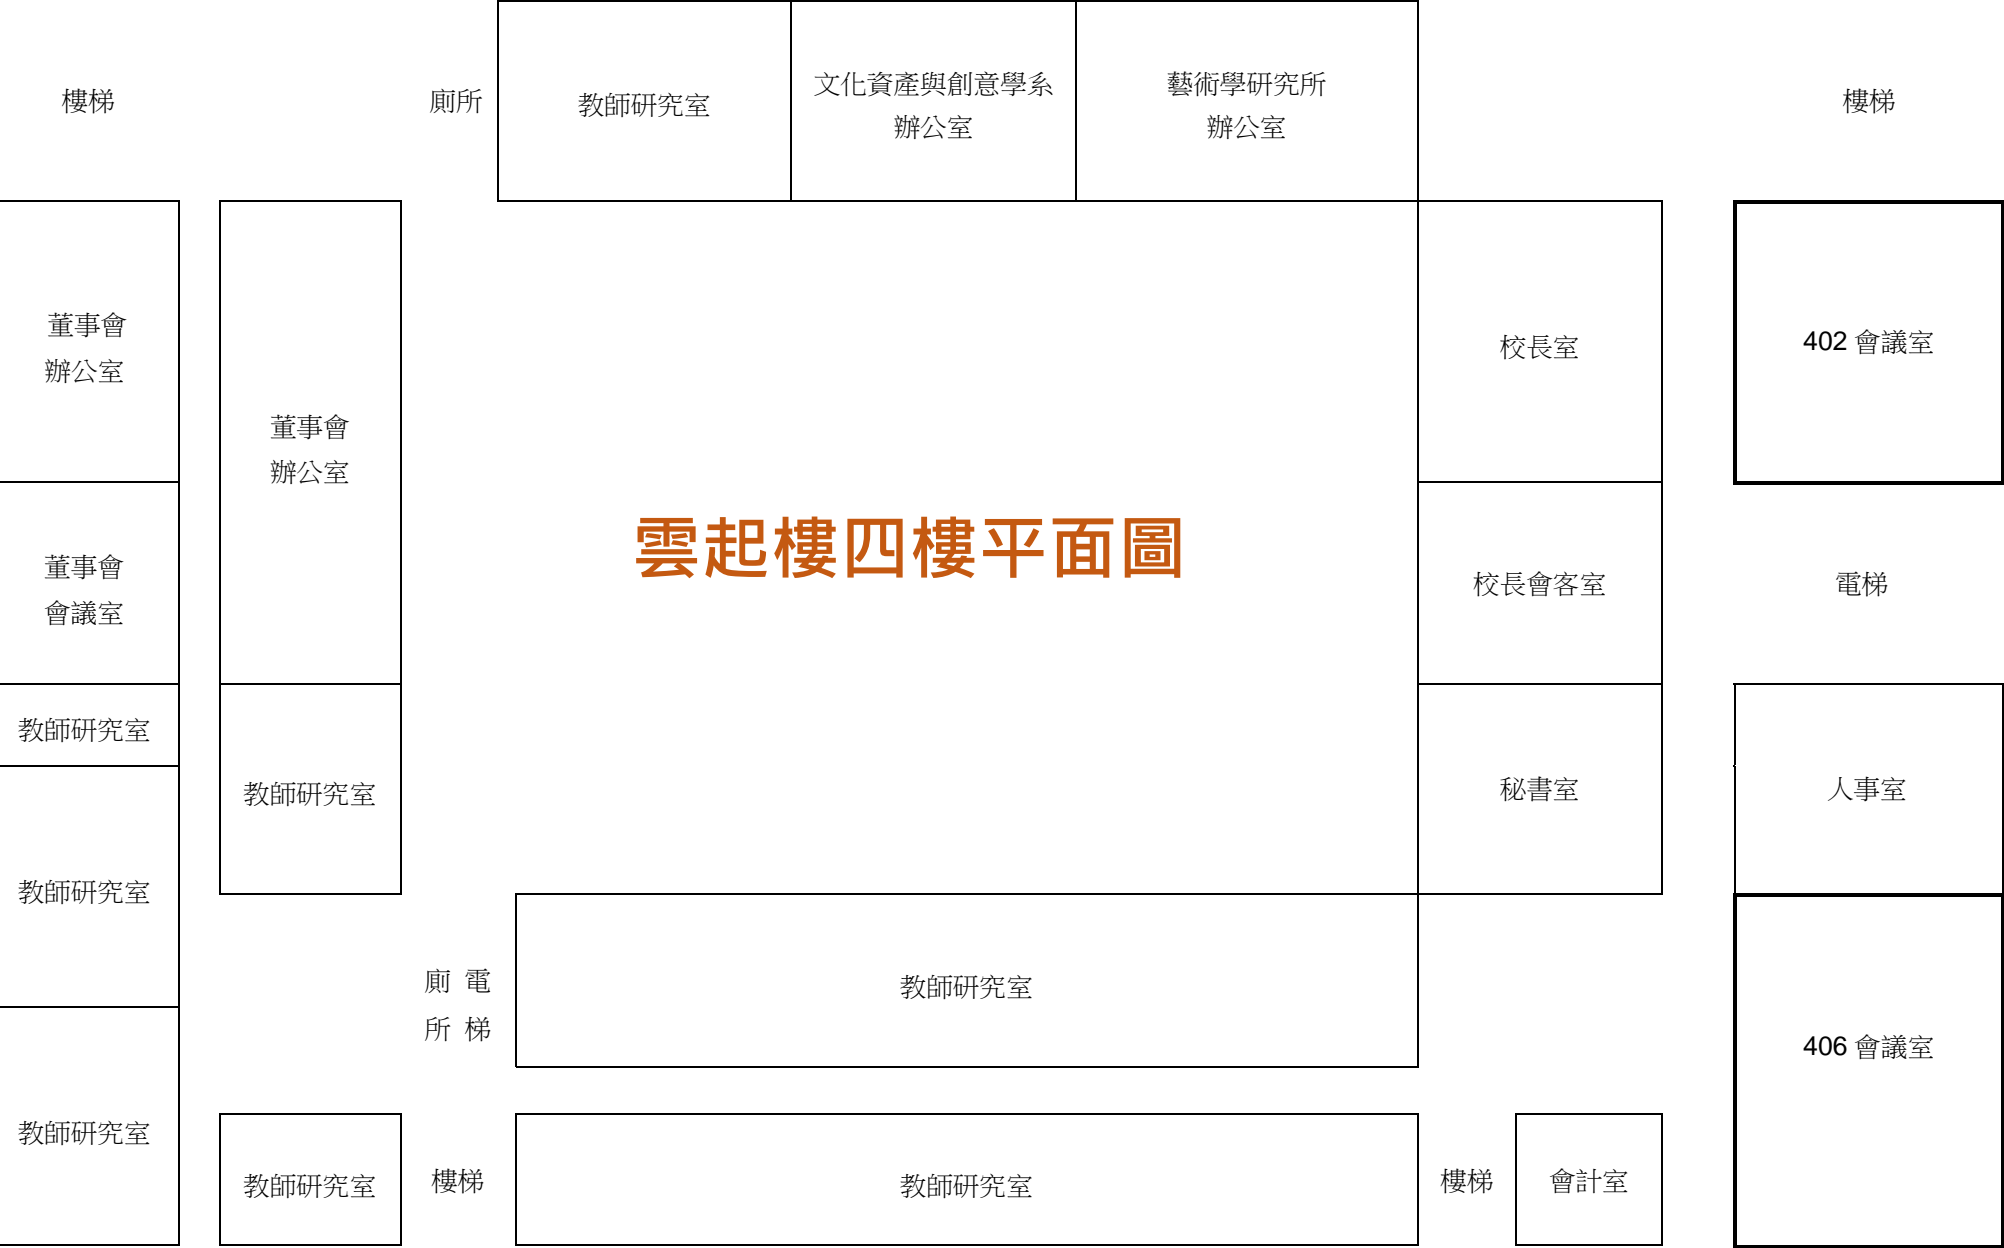 樓梯
廁所
教師研究室
文化資產與創意學系
辦公室
藝術學研究所
辦公室
樓梯
董事會
辦公室
董事會
辦公室
校長室
402 會議室
董事會
會議室
雲起樓四樓平面圖
校長會客室
電梯
教師研究室
教師研究室
秘書室
人事室
教師研究室
廁 電
所 梯
教師研究室
406 會議室
教師研究室
教師研究室
樓梯
教師研究室
樓梯
會計室